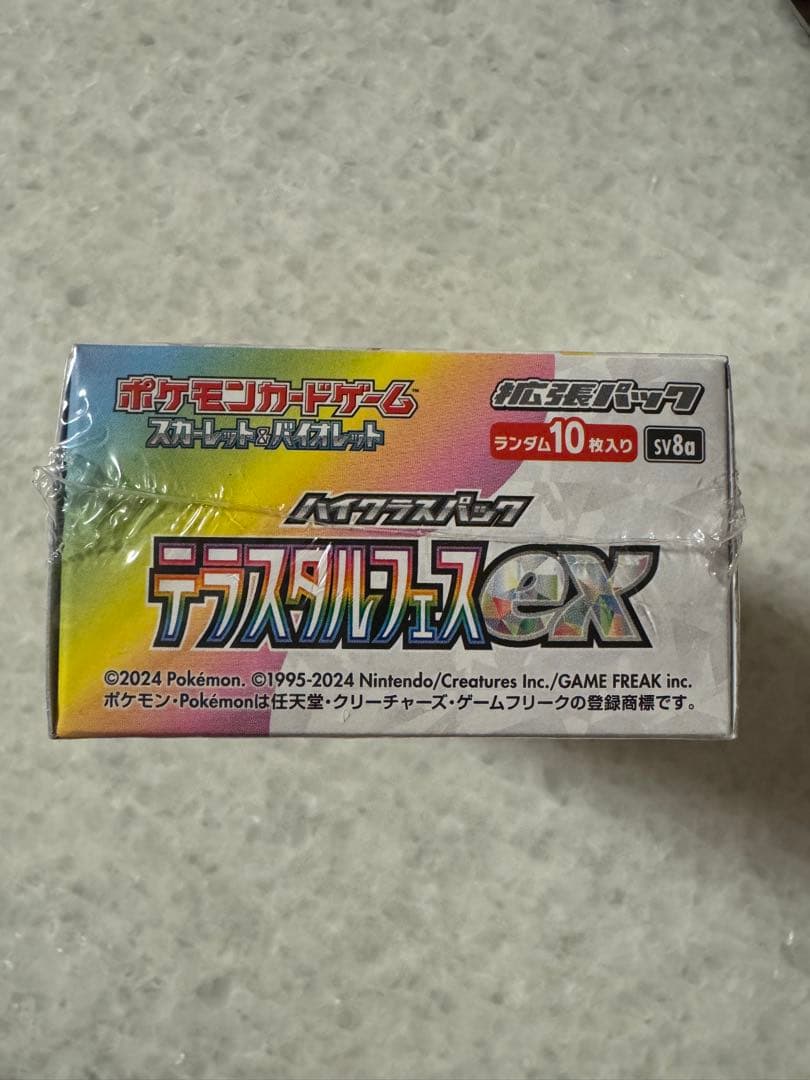 ポケモンカードゲーム™
スカーレット&バイオレット
拡張パック
ランダム10枚入り
SV8a
ハイクラスパック
テラスタルフェスex
©2024 Pokémon. ©1995-2024 Nintendo/Creatures Inc./GAME FREAK inc.
ポケモン・Pokémonは任天堂・クリーチャーズ・ゲームフリークの登録商標です。